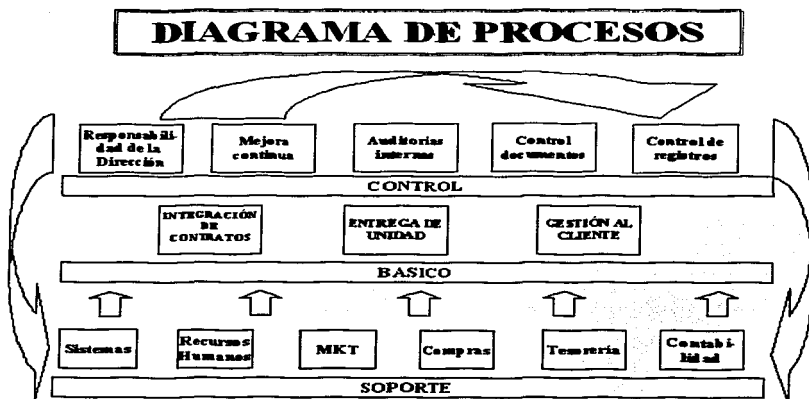 DIAGRAMA DE PROCESOS
Responsabili-
dad de la
Dirección
Mejora
continua
Auditorias
internas
Control
documentos
Control de
registros
CONTROL
INTEGRACIÓN
DE
CONTRATOS
ENTREGA DE
UNIDAD
GESTIÓN AL
CLIENTE
BASICO
Sistemas
Recursos
Humanos
MKT
Compras
Tesorería
Contabi-
lidad
SOPORTE